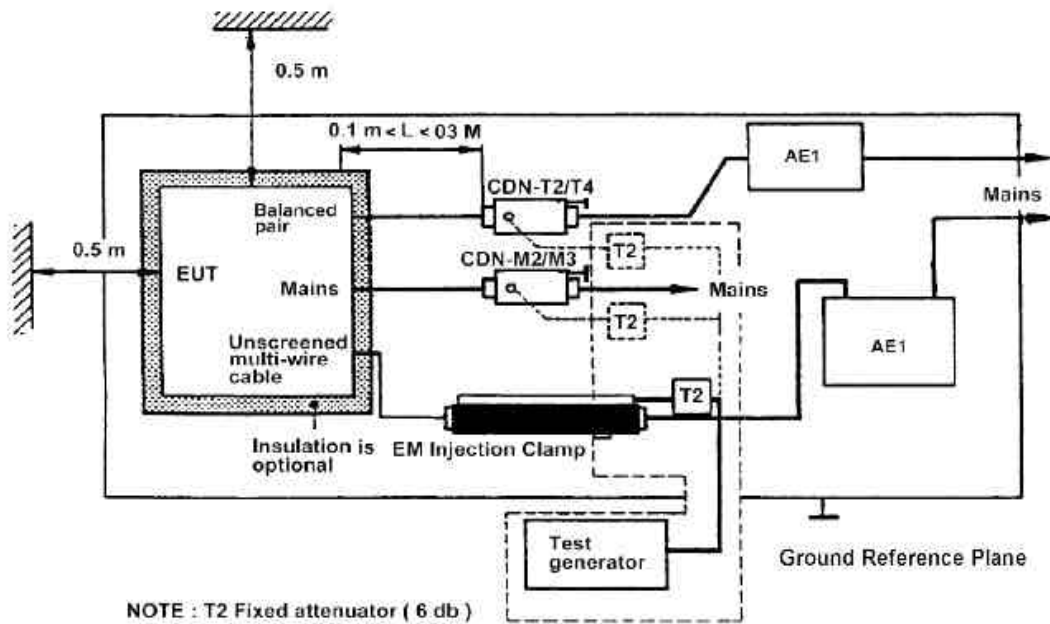 0.5 m
0.1 m < L < 03 M
AE1
CDN-T2/T4
Balanced
pair
T2
Mains
0.5 m
CDN-M2/M3
EUT
Mains
Mains
T2
AE1
Unscreened
multi-wire
cable
T2
Insulation is
optional
EM Injection Clamp
Test
generator
Ground Reference Plane
NOTE : T2 Fixed attenuator ( 6 db )